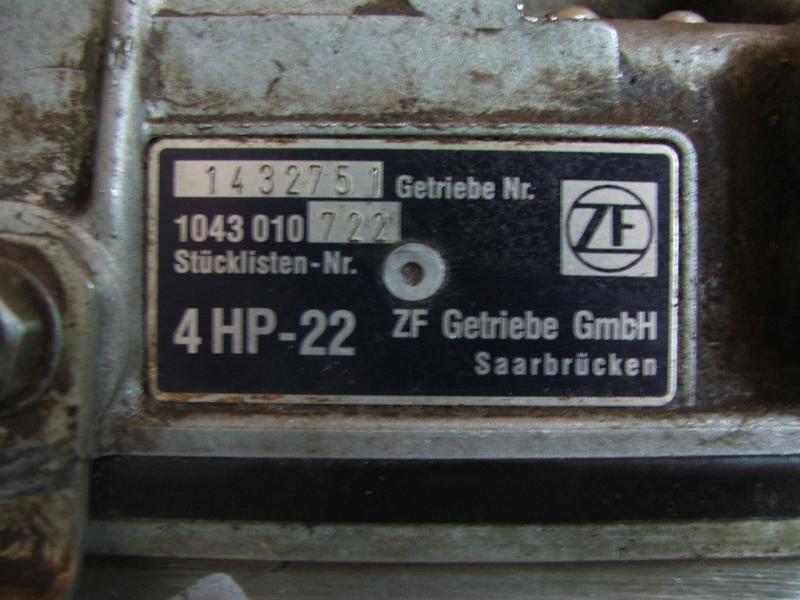 1432751 Getriebe Nr.
ZF
1043 010 722
Stücklisten-Nr.
4 HP-22 ZF Getriebe GmbH
Saarbrücken